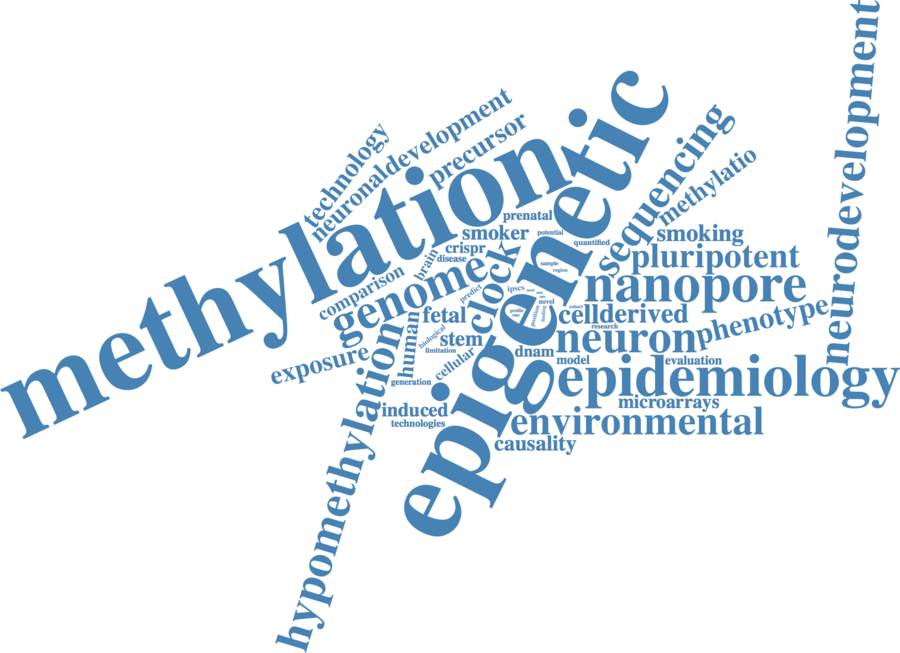 neurodevelopment
methylation
epigenetic
technology
neuronaldevelopment
precursor
sequencing
methylatio
prenatal
smoker
potential
quantified
smoking
crispr
disease
brain
pluripotent
comparison
genome
clock
sample
region
nanopore
predict
ipscs
novel
fetal
cellderived
phenotype
human
biological
stem
research
neuron
limitation
dnam
model
evaluation
exposure
cellular
epidemiology
generation
microarrays
induced
technologies
environmental
causality
hypomethylation